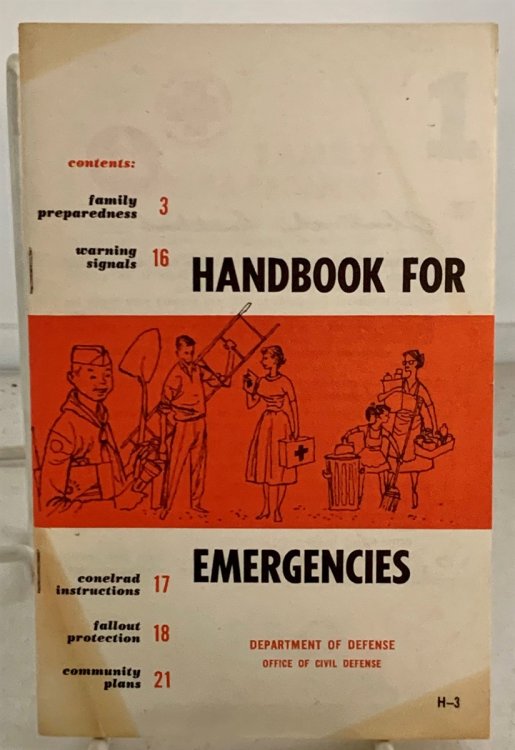 contents:
family
preparedness 3
warning
signals 16
HANDBOOK FOR
EMERGENCIES
conelrad
instructions 17
fallout
protection 18
community
plans 21
DEPARTMENT OF DEFENSE
OFFICE OF CIVIL DEFENSE
H-3